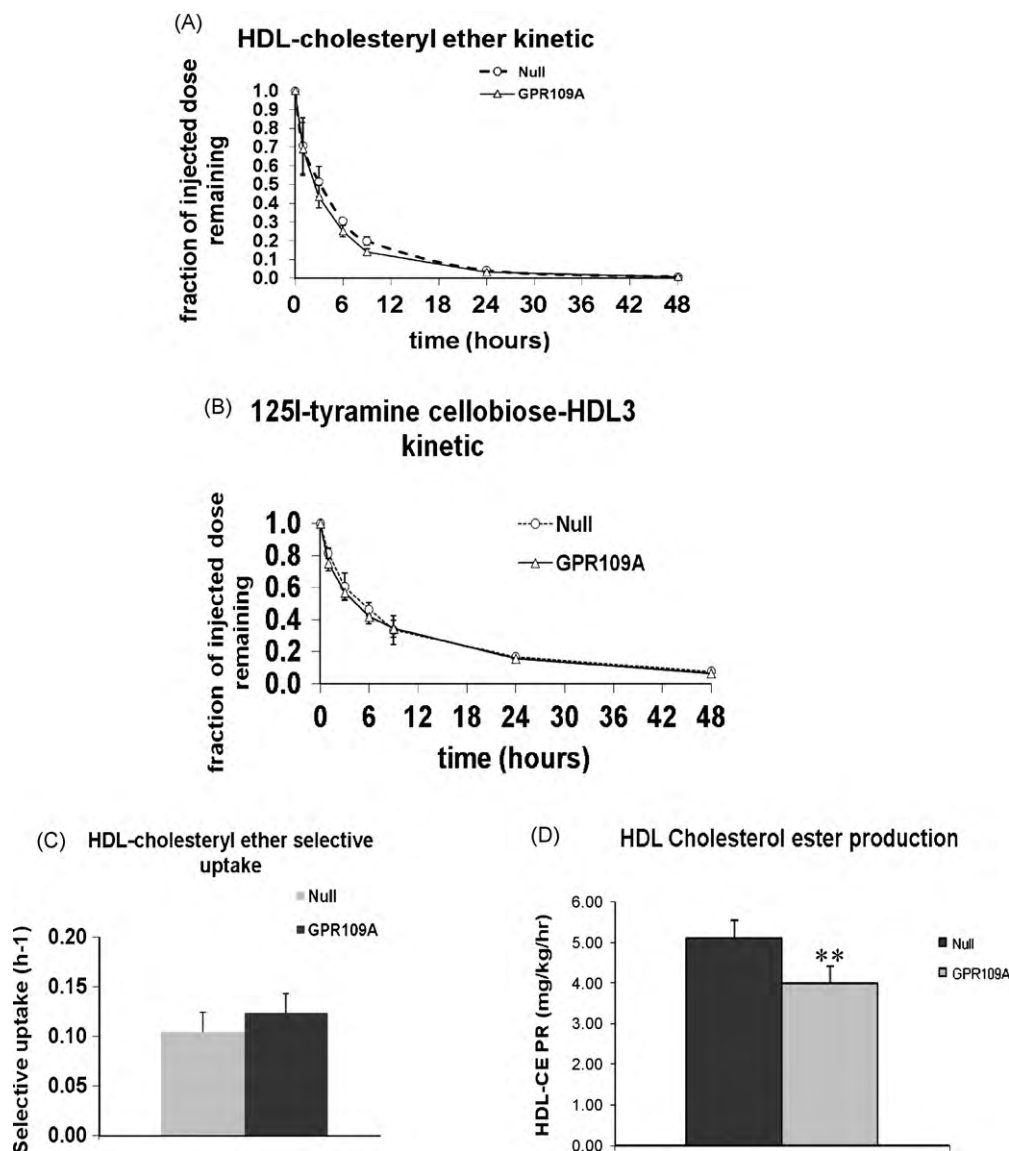 (A)
HDL-cholesteryl ether kinetic
Null
GPR109A
fraction of injected dose
remaining
1.0
0.9
0.8
0.7
0.6
0.5
0.4
0.3
0.2
0.1
0.0
0 6 12 18 24 30 36 42 48
time (hours)
(B)
125I-tyramine cellobiose-HDL3
kinetic
Null
GPR109A
fraction of injected dose
remaining
1.0
0.8
0.6
0.4
0.2
0.0
0 6 12 18 24 30 36 42 48
time (hours)
(C)
HDL-cholesteryl ether selective
uptake
Null
GPR109A
Selective uptake (h-1)
0.20
0.15
0.10
0.05
0.00
(D)
HDL Cholesterol ester production
HDL-CE PR (mg/kg/hr)
6.00
5.00
4.00
3.00
2.00
1.00
0.00
**
Null
GPR109A